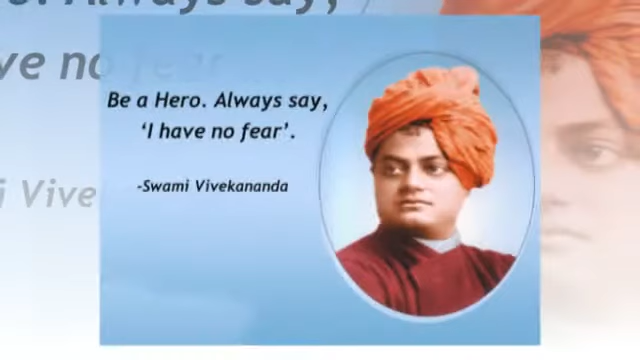 Be a Hero. Always say,
'I have no fear'.
-Swami Vivekananda